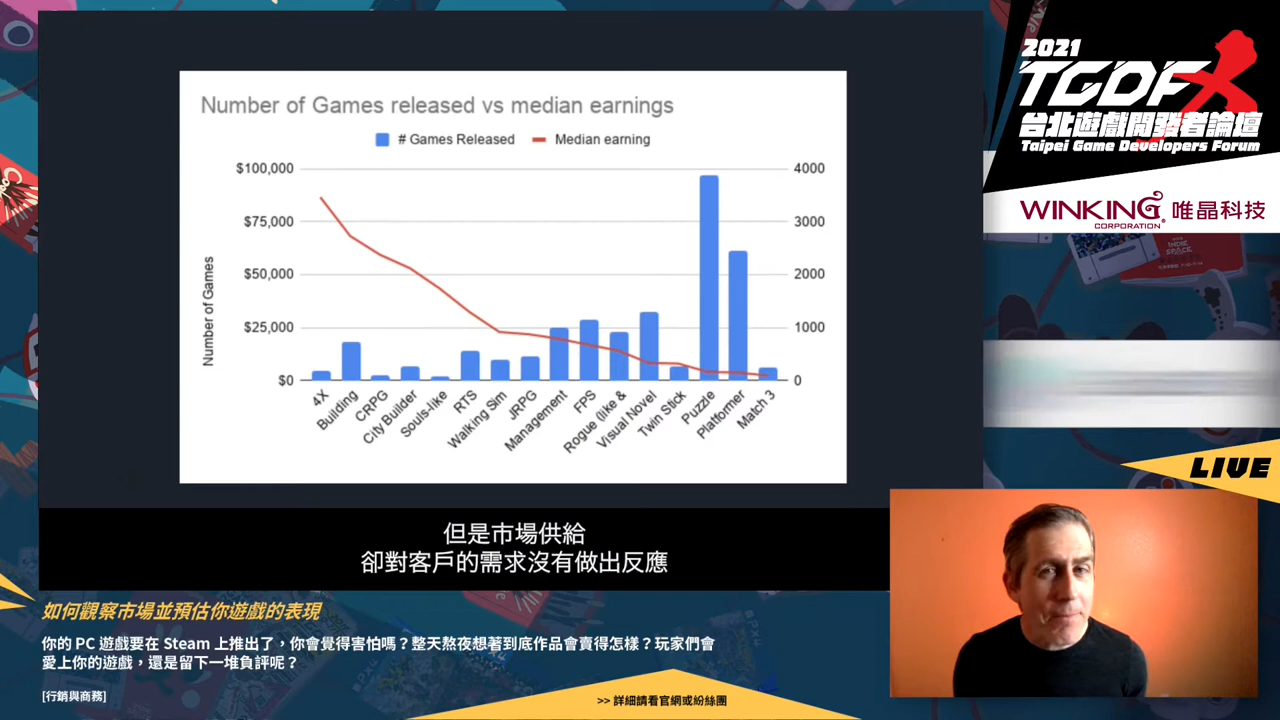 Number of Games released vs median earnings
# Games Released
Median earning
$100,000
$75,000
$50,000
$25,000
$0
4000
3000
2000
1000
0
Number of Games
4X
Building
CRPG
City Builder
Souls-like
RTS
Walking Sim
JRPG
Management
FPS
Rogue (like &
Visual Novel
Twin Stick
Puzzle
Platformer
Match 3
但是市場供給
卻對客戶的需求沒有做出反應
如何觀察市場並預估你遊戲的表現
你的 PC 遊戲要在 Steam 上推出了，你會覺得害怕嗎？整天熬夜想著到底作品會賣得怎樣？玩家們會
愛上你的遊戲，還是留下一堆負評呢？
[行銷與商務]
>> 詳細請看官網或紛絲團
2021
TGDF X
台北遊戲開發者論壇
Taipei Game Developers Forum
WINKING 唯晶科技
CORPORATION
INDIE
SPACE
LIVE